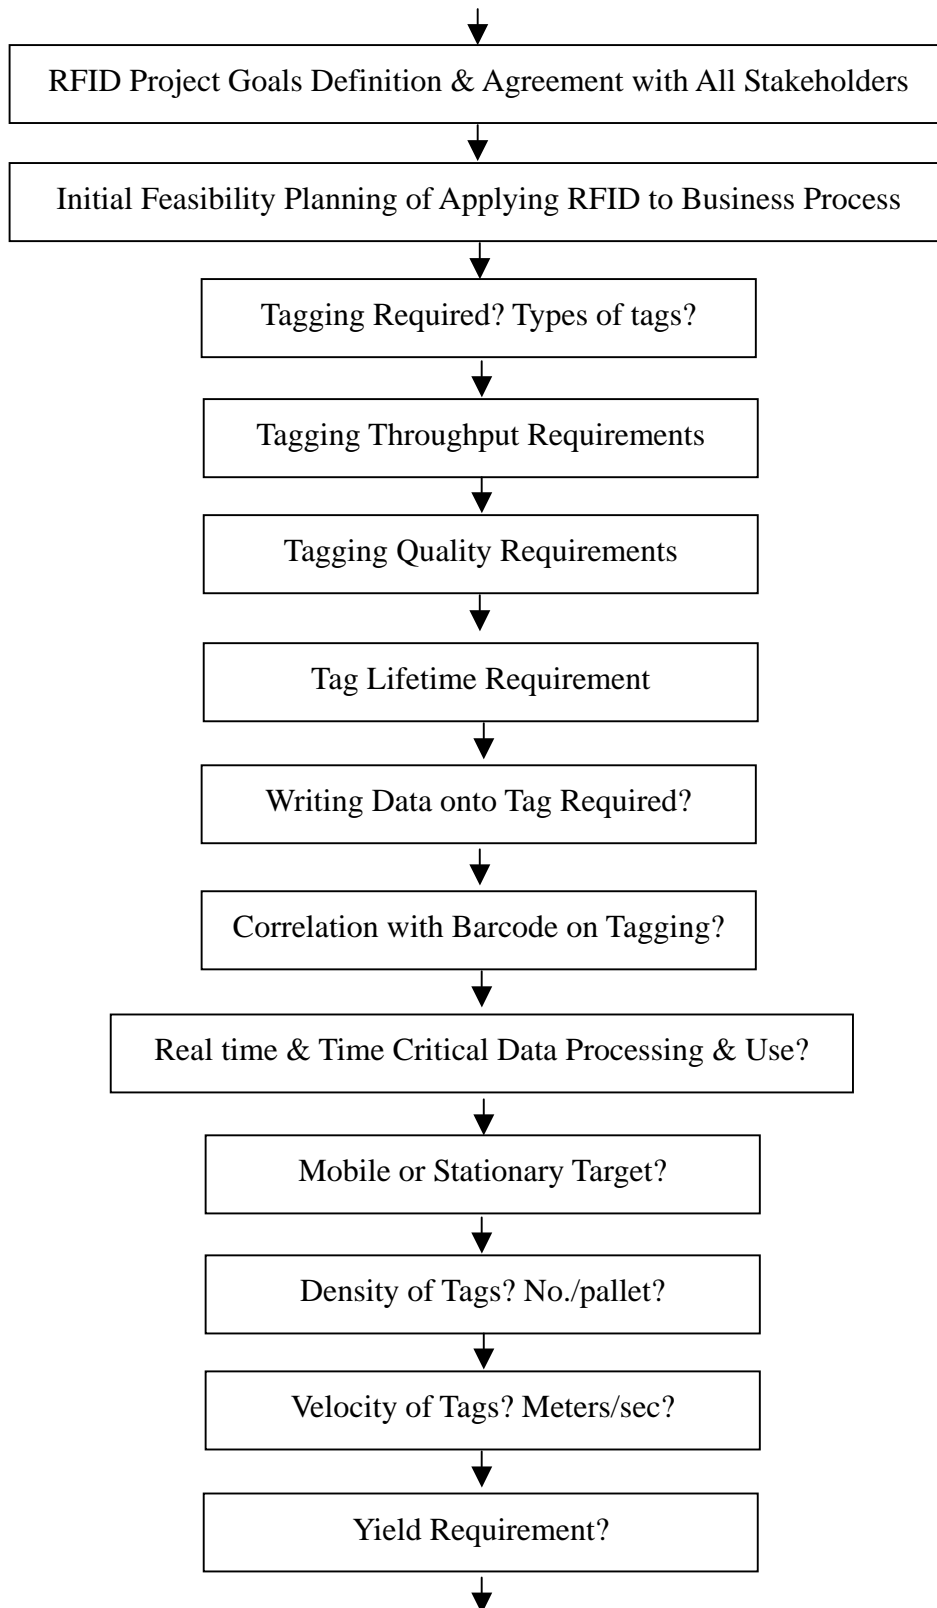 RFID Project Goals Definition & Agreement with All Stakeholders
Initial Feasibility Planning of Applying RFID to Business Process
Tagging Required? Types of tags?
Tagging Throughput Requirements
Tagging Quality Requirements
Tag Lifetime Requirement
Writing Data onto Tag Required?
Correlation with Barcode on Tagging?
Real time & Time Critical Data Processing & Use?
Mobile or Stationary Target?
Density of Tags? No./pallet?
Velocity of Tags? Meters/sec?
Yield Requirement?